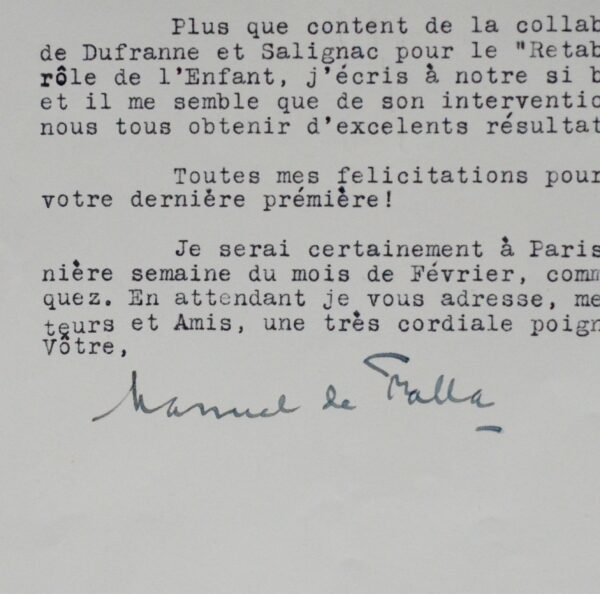 Plus que content de la collab
de Dufranne et Salignac pour le "Retab
rôle de l'Enfant, j'écris à notre si b
et il me semble que de son interventio
nous tous obtenir d'excelents résultat
Toutes mes felicitations pour
votre dernière prémière!
Je serai certainement à Paris
nière semaine du mois de Février, comm
quez. En attendant je vous adresse, me
teurs et Amis, une très cordiale poign
Vôtre,
Manuel de Falla